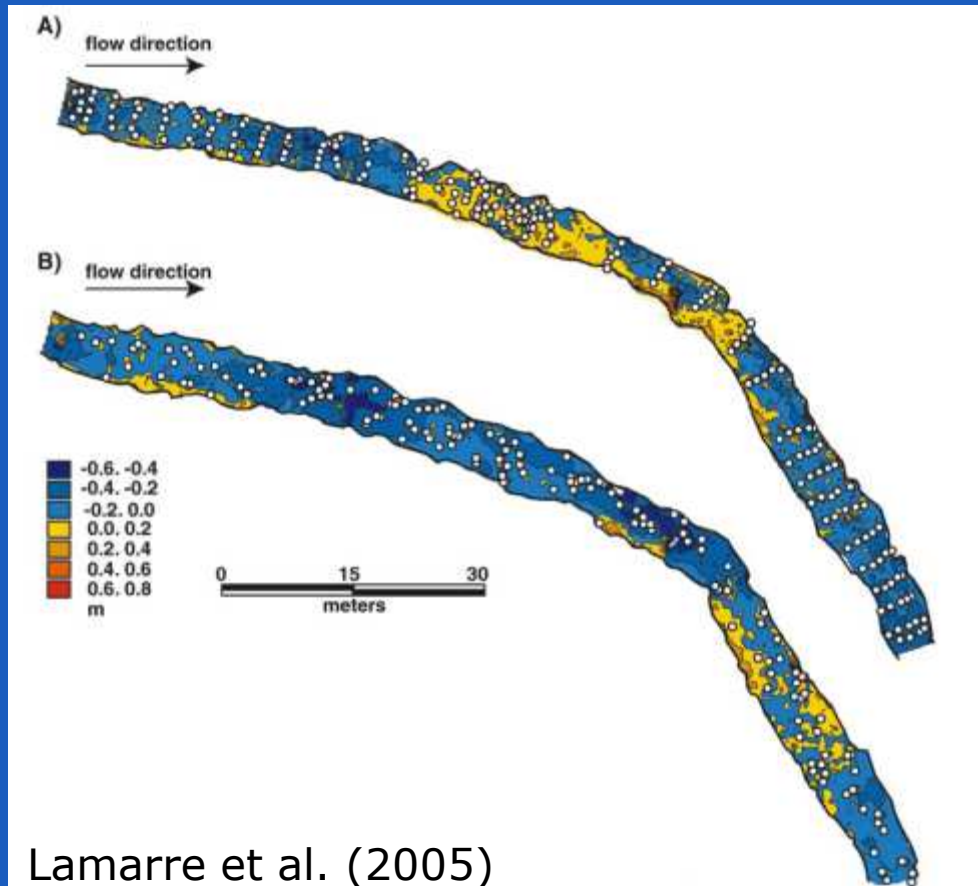 A)
flow direction
B)
flow direction
-0.6. -0.4
-0.4. -0.2
-0.2. 0.0
0.0. 0.2
0.2. 0.4
0.4. 0.6
0.6. 0.8
m
0 15 30
meters
Lamarre et al. (2005)